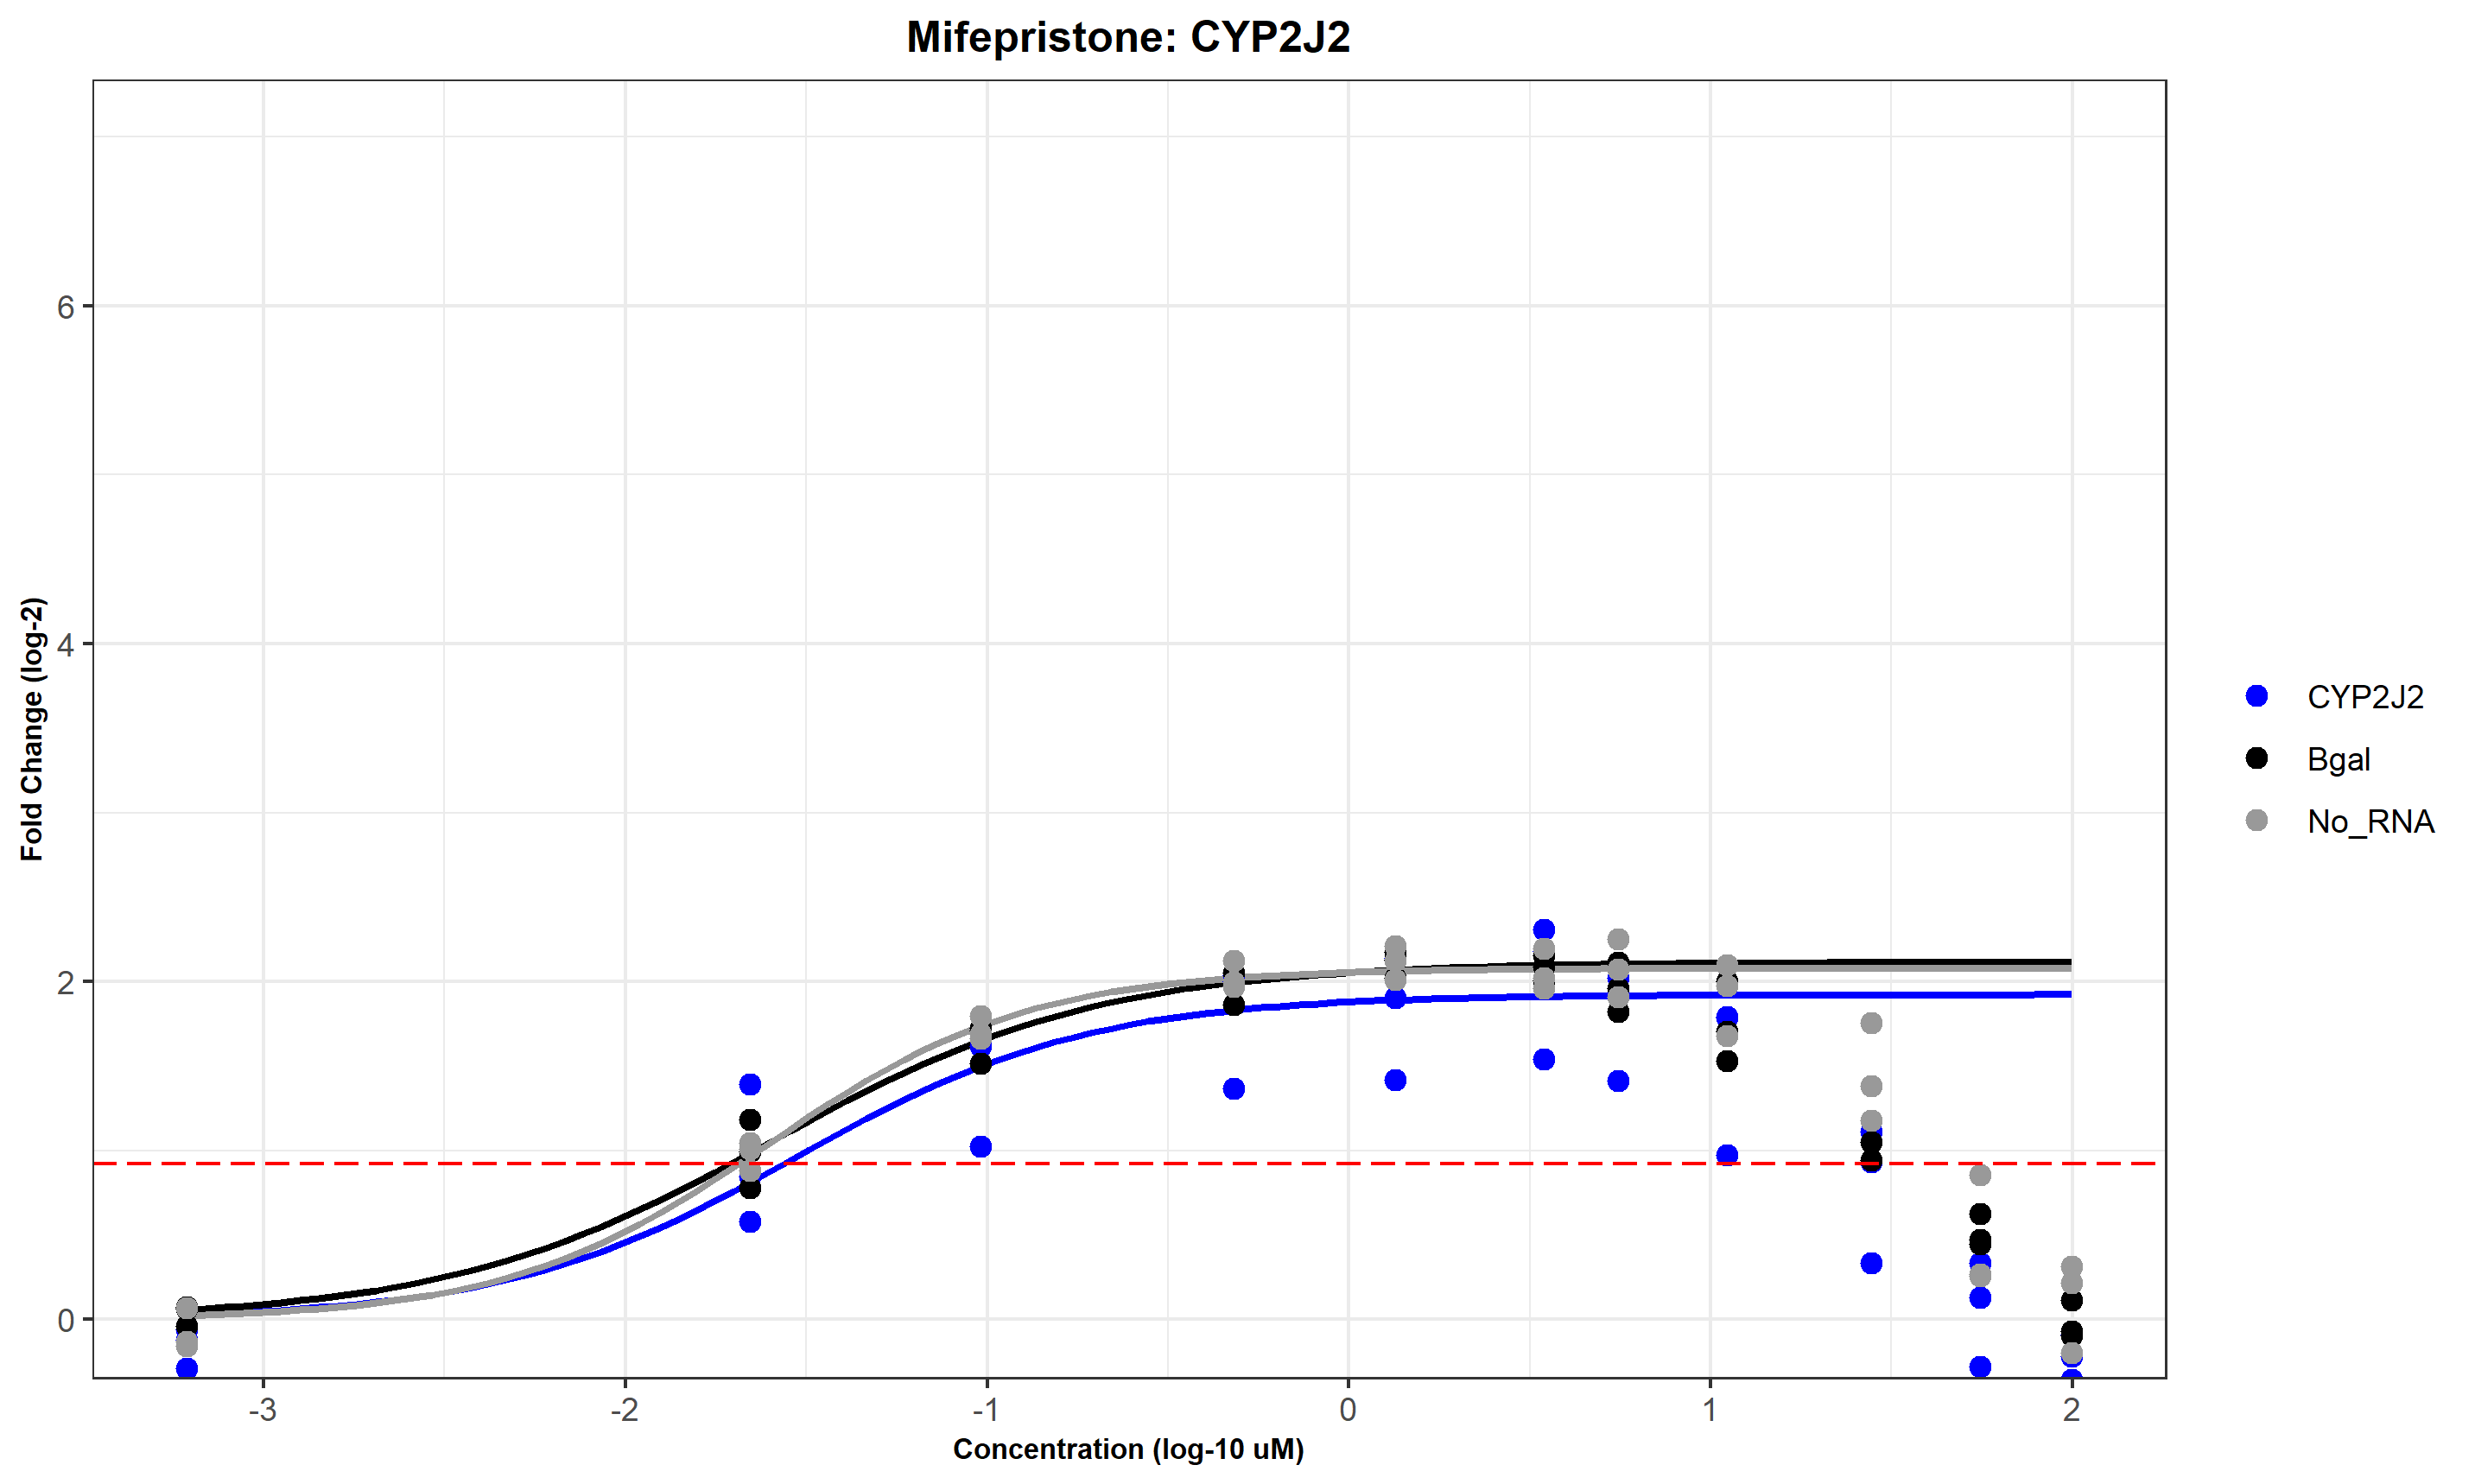 Mifepristone: CYP2J2
Fold Change (log-2)
6
4
2
0
-3
-2
-1
0
1
2
Concentration (log-10 uM)
CYP2J2
Bgal
No_RNA